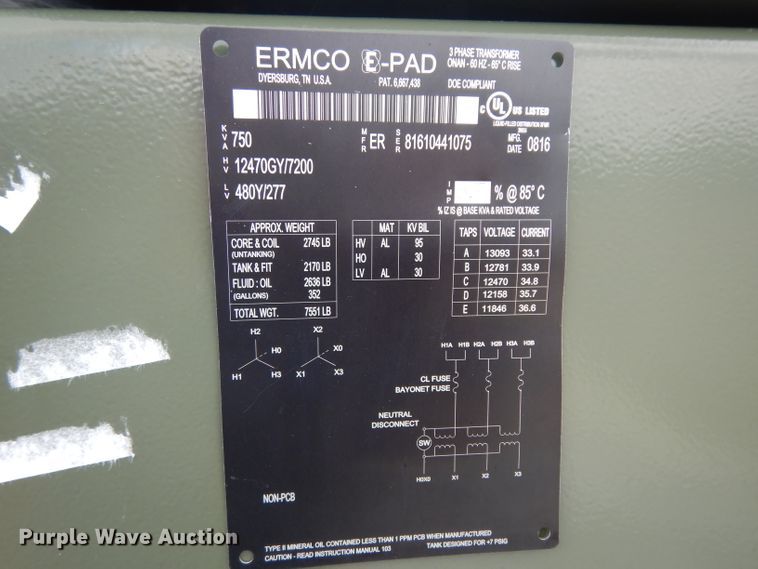 ERMCO E-PAD
DYERSBURG, TN U.S.A. PAT. 6,667,438
3 PHASE TRANSFORMER
ONAN - 60 HZ - 65° C RISE
DOE COMPLIANT
C UL US LISTED
LIQUID-FILLED DISTRIBUTION XFMR
KVA 750 MFR ER SER 81610441075 MFG. DATE 0816
HV 12470GY/7200
LV 480Y/277
IMP % @ 85° C
% IZ IS @ BASE KVA & RATED VOLTAGE
APPROX. WEIGHT
CORE & COIL 2745 LB
(UNTANKING)
TANK & FIT 2170 LB
FLUID : OIL 2636 LB
(GALLONS) 352
TOTAL WGT. 7551 LB
MAT KV BIL
HV AL 95
HO 30
LV AL 30
TAPS VOLTAGE CURRENT
A 13093 33.1
B 12781 33.9
C 12470 34.8
D 12158 35.7
E 11846 36.6
H2 X2
H0 X0
H1 H3 X1 X3
H1A H1B H2A H2B H3A H3B
CL FUSE
BAYONET FUSE
NEUTRAL
DISCONNECT
SW
H0X0 X1 X2 X3
NON-PCB
TYPE II MINERAL OIL CONTAINED LESS THAN 1 PPM PCB WHEN MANUFACTURED
CAUTION - READ INSTRUCTION MANUAL 103 TANK DESIGNED FOR +7 PSIG
Purple Wave Auction